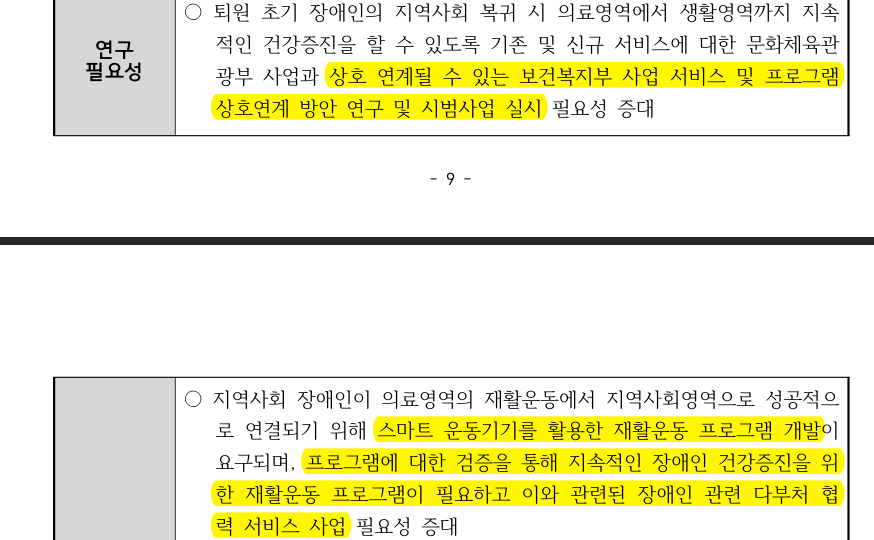 연구
필요성
○ 퇴원 초기 장애인의 지역사회 복귀 시 의료영역에서 생활영역까지 지속
적인 건강증진을 할 수 있도록 기존 및 신규 서비스에 대한 문화체육관
광부 사업과 상호 연계될 수 있는 보건복지부 사업 서비스 및 프로그램
상호연계 방안 연구 및 시범사업 실시 필요성 증대
- 9 -
○ 지역사회 장애인이 의료영역의 재활운동에서 지역사회영역으로 성공적으
로 연결되기 위해 스마트 운동기기를 활용한 재활운동 프로그램 개발이
요구되며, 프로그램에 대한 검증을 통해 지속적인 장애인 건강증진을 위
한 재활운동 프로그램이 필요하고 이와 관련된 장애인 관련 다부처 협
력 서비스 사업 필요성 증대